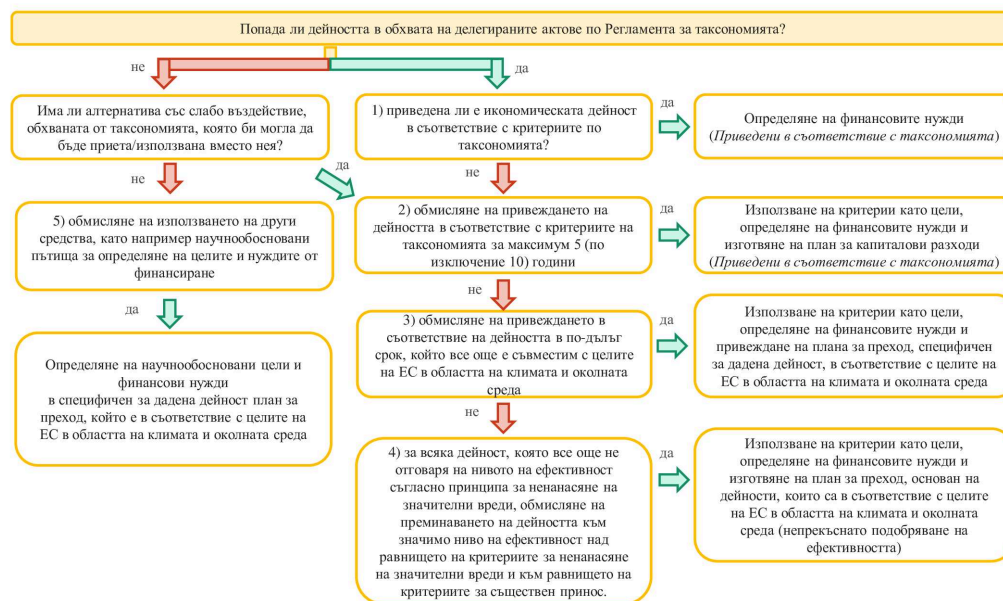 Попада ли дейността в обхвата на делегираните актове по Регламента за таксономията?
не
да
Има ли алтернатива със слабо въздействие,
обхваната от таксономията, която би могла да
бъде приета/използвана вместо нея?
1) приведена ли е икономическата дейност
в съответствие с критериите по
таксономията?
да
Определяне на финансовите нужди
(Приведени в съответствие с таксономията)
не
да
не
5) обмисляне на използването на други
средства, като например научнообосновани
пътища за определяне на целите и нуждите от
финансиране
2) обмисляне на привеждането на
дейността в съответствие с критериите на
таксономията за максимум 5 (по
изключение 10) години
да
Използване на критерии като цели,
определяне на финансовите нужди и
изготвяне на план за капиталови разходи
(Приведени в съответствие с таксономията)
да
не
Определяне на научнообосновани цели и
финансови нужди
в специфичен за дадена дейност план за
преход, който е в съответствие с целите на
ЕС в областта на климата и околната среда
3) обмисляне на привеждането в
съответствие на дейността в по-дълъг
срок, който все още е съвместим с целите
на ЕС в областта на климата и околната
среда
да
Използване на критерии като цели,
определяне на финансовите нужди и
привеждане на плана за преход, специфичен
за дадена дейност, в съответствие с целите на
ЕС в областта на климата и околната среда
не
4) за всяка дейност, която все още не
отговаря на нивото на ефективност
съгласно принципа за ненанасяне на
значителни вреди, обмисляне на
преминаването на дейността към
значимо ниво на ефективност над
равнището на критериите за ненанасяне
на значителни вреди и към равнището на
критериите за съществен принос.
да
Използване на критерии като цели,
определяне на финансовите нужди и
изготвяне на план за преход, основан на
дейности, които са в съответствие с целите
на ЕС в областта на климата и околната
среда (непрекъснато подобряване на
ефективността)